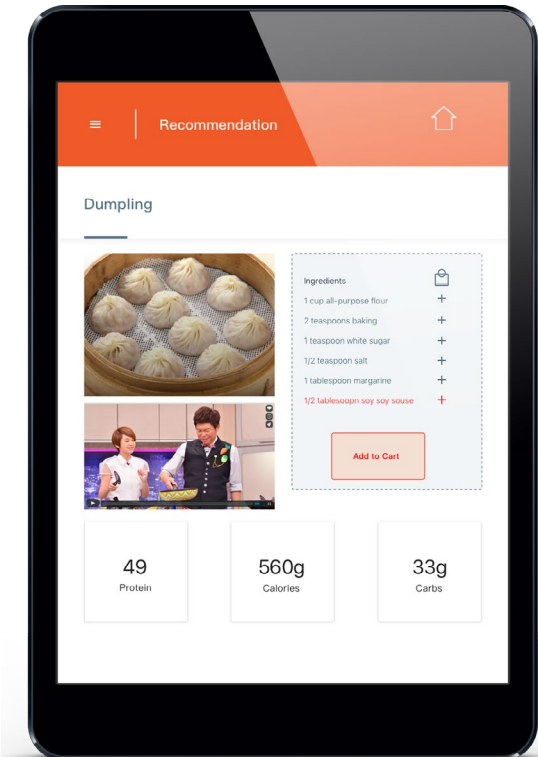 Recommendation
Dumpling
Ingredients
1 cup all-purpose flour
2 teaspoons baking
1 teaspoon white sugar
1/2 teaspoon salt
1 tablespoon margarine
1/2 tablesoopn soy soy souse
Add to Cart
49
Protein
560g
Calories
33g
Carbs